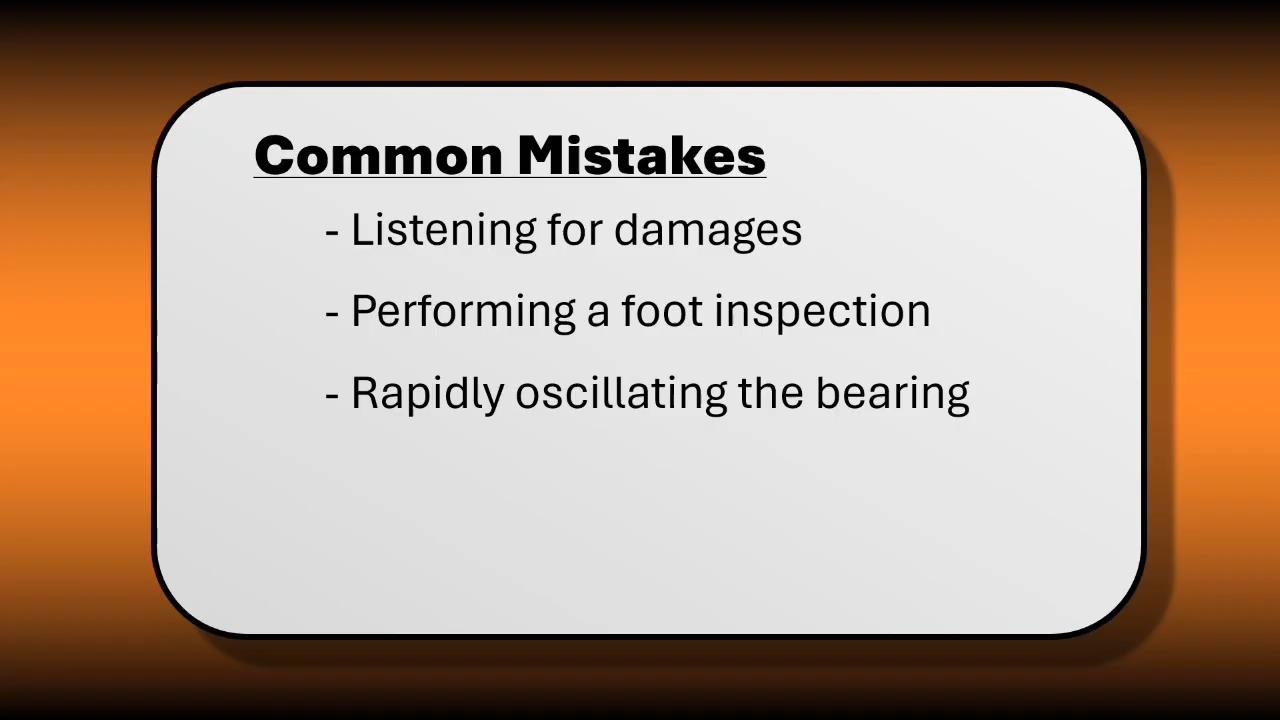 Common Mistakes
- Listening for damages
- Performing a foot inspection
- Rapidly oscillating the bearing